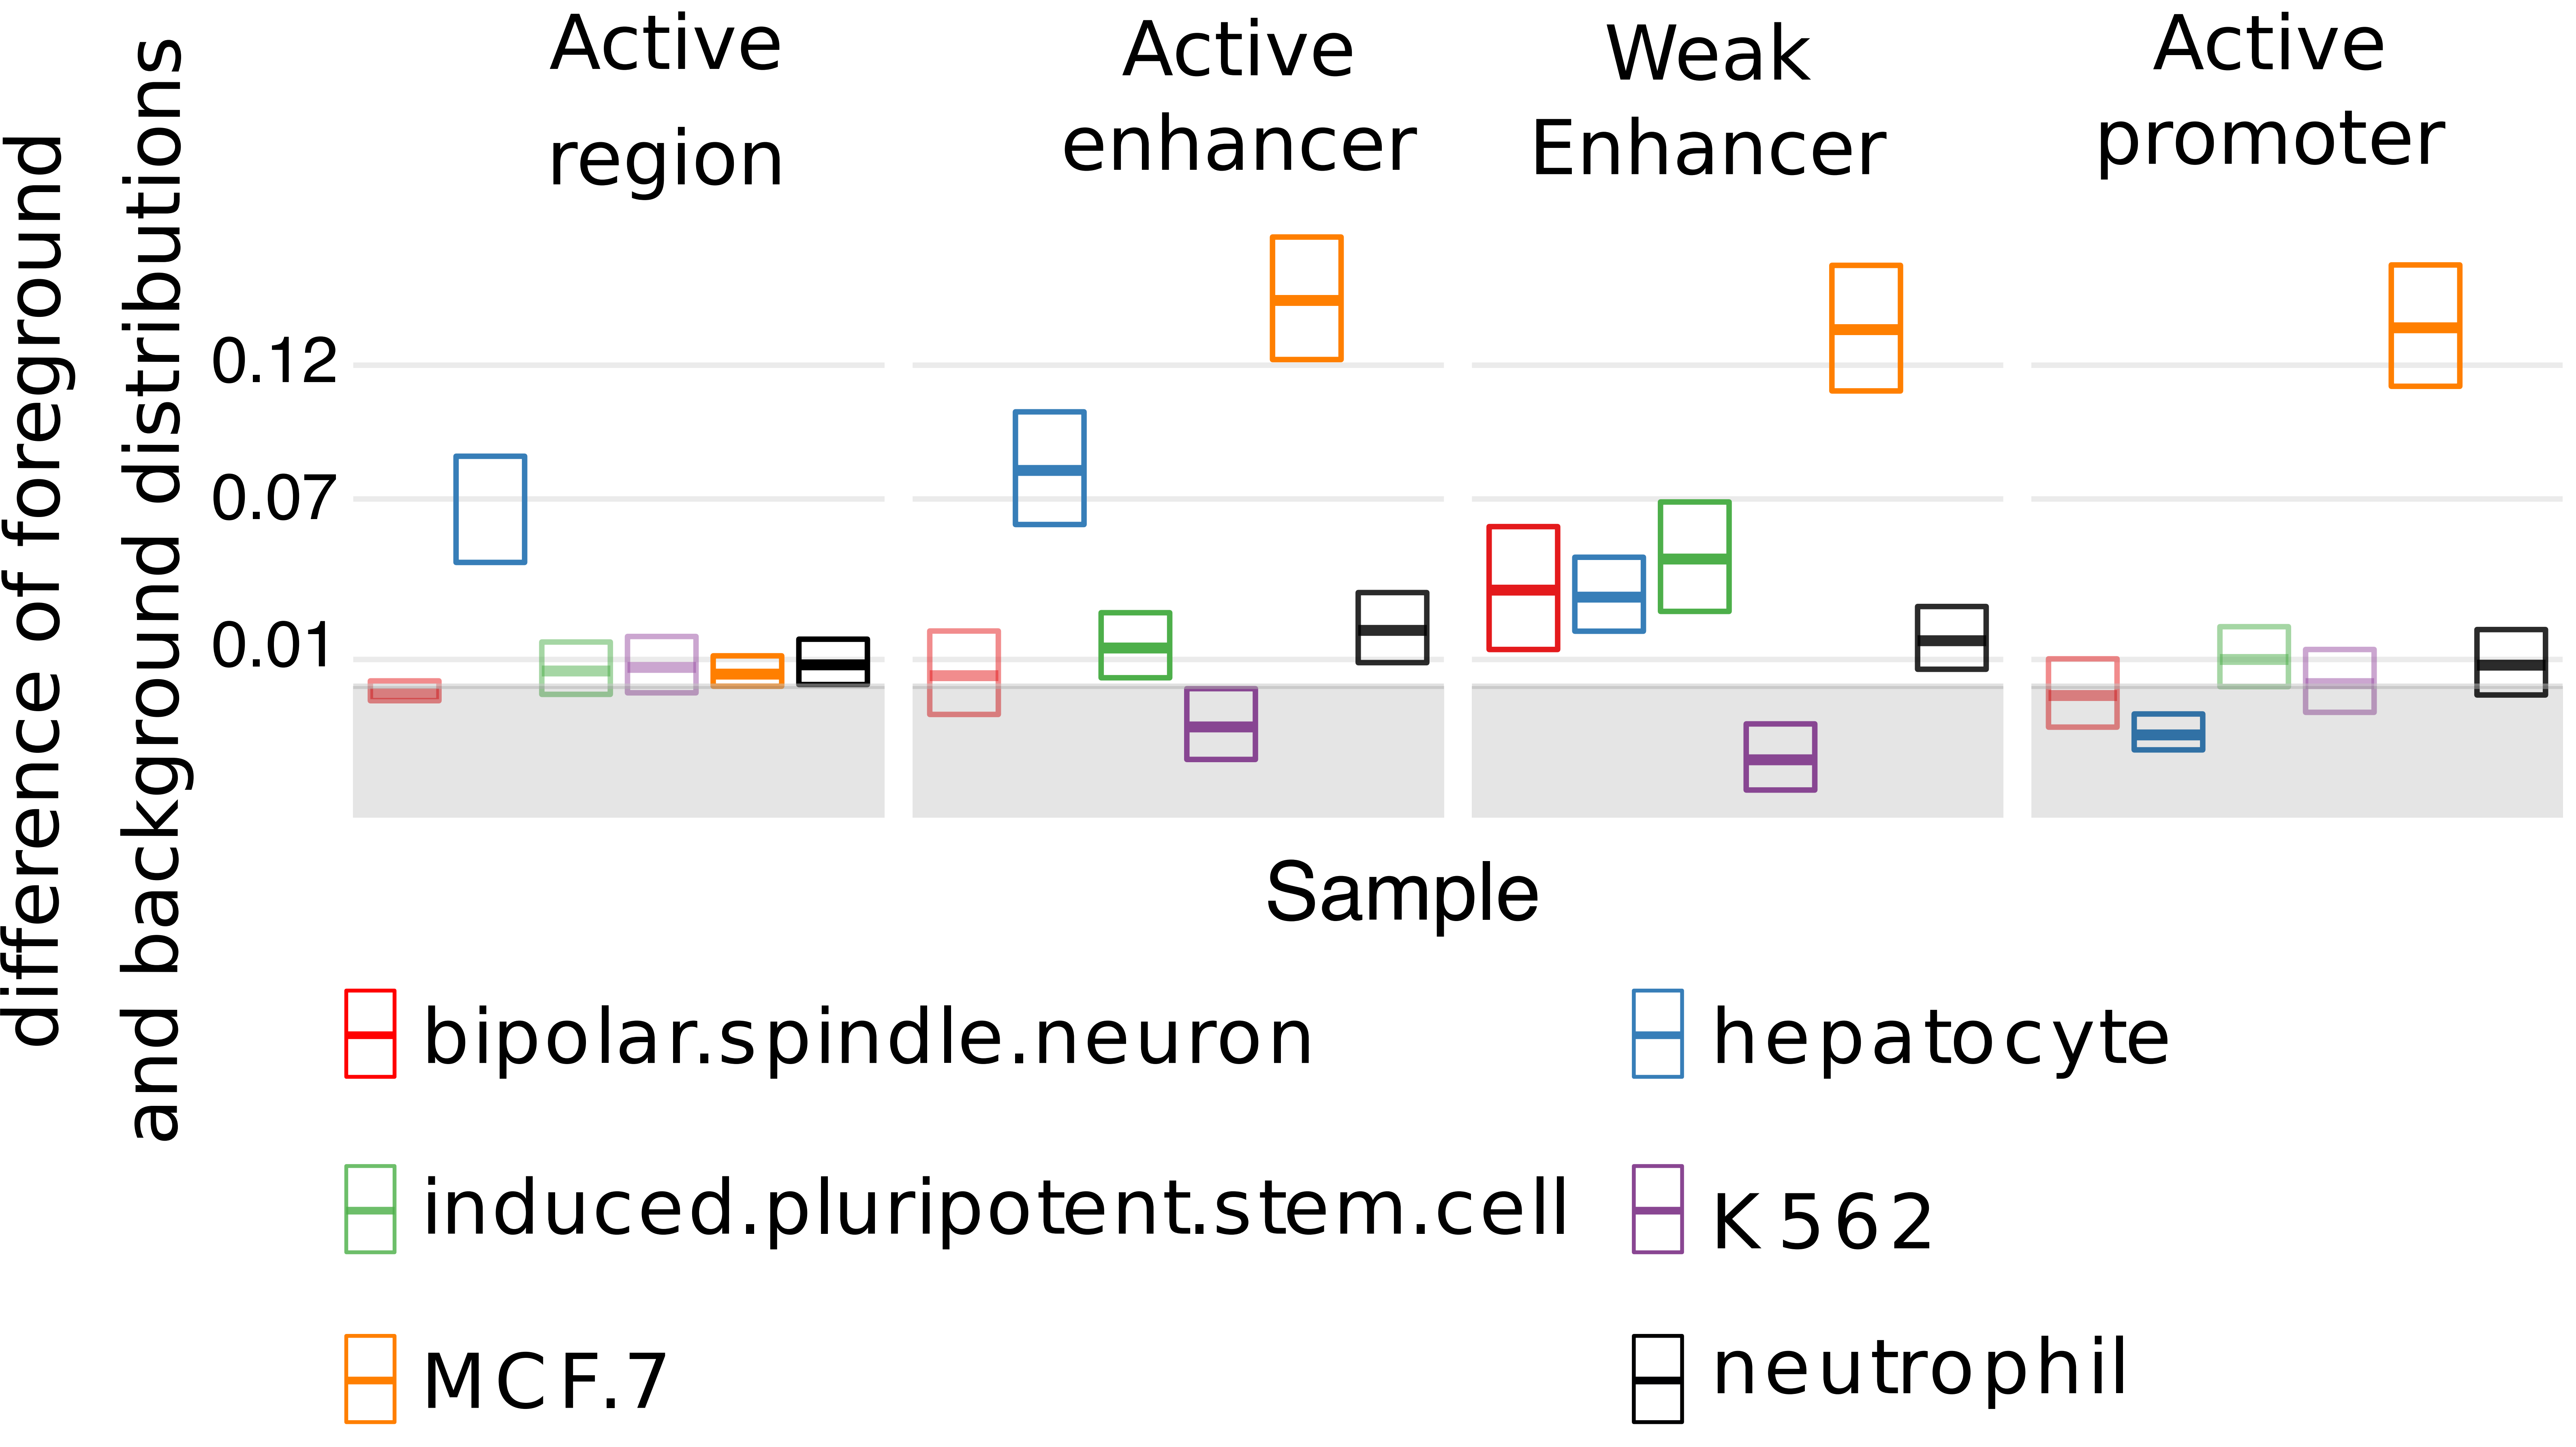 Active
region
Active
enhancer
Weak
Enhancer
Active
promoter
difference of foreground
and background distributions
0.12
0.07
0.01
Sample
bipolar.spindle.neuron
hepatocyte
induced.pluripotent.stem.cell
K562
MCF.7
neutrophil